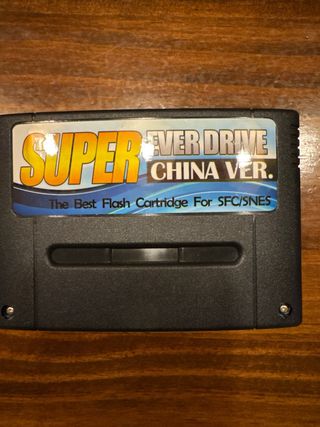 SUPER EVER DRIVE
CHINA VER.
The Best Flash Cartridge For SFC/SNES